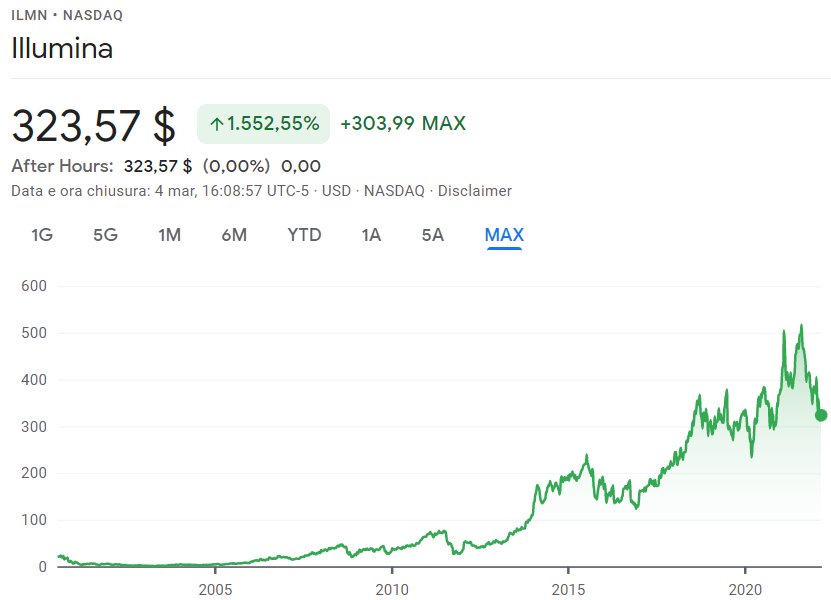 ILMN • NASDAQ
Illumina
323,57 $ ↑1.552,55% +303,99 MAX
After Hours: 323,57 $ (0,00%) 0,00
Data e ora chiusura: 4 mar, 16:08:57 UTC-5 · USD · NASDAQ · Disclaimer
1G 5G 1M 6M YTD 1A 5A MAX
600
500
400
300
200
100
0
2005 2010 2015 2020